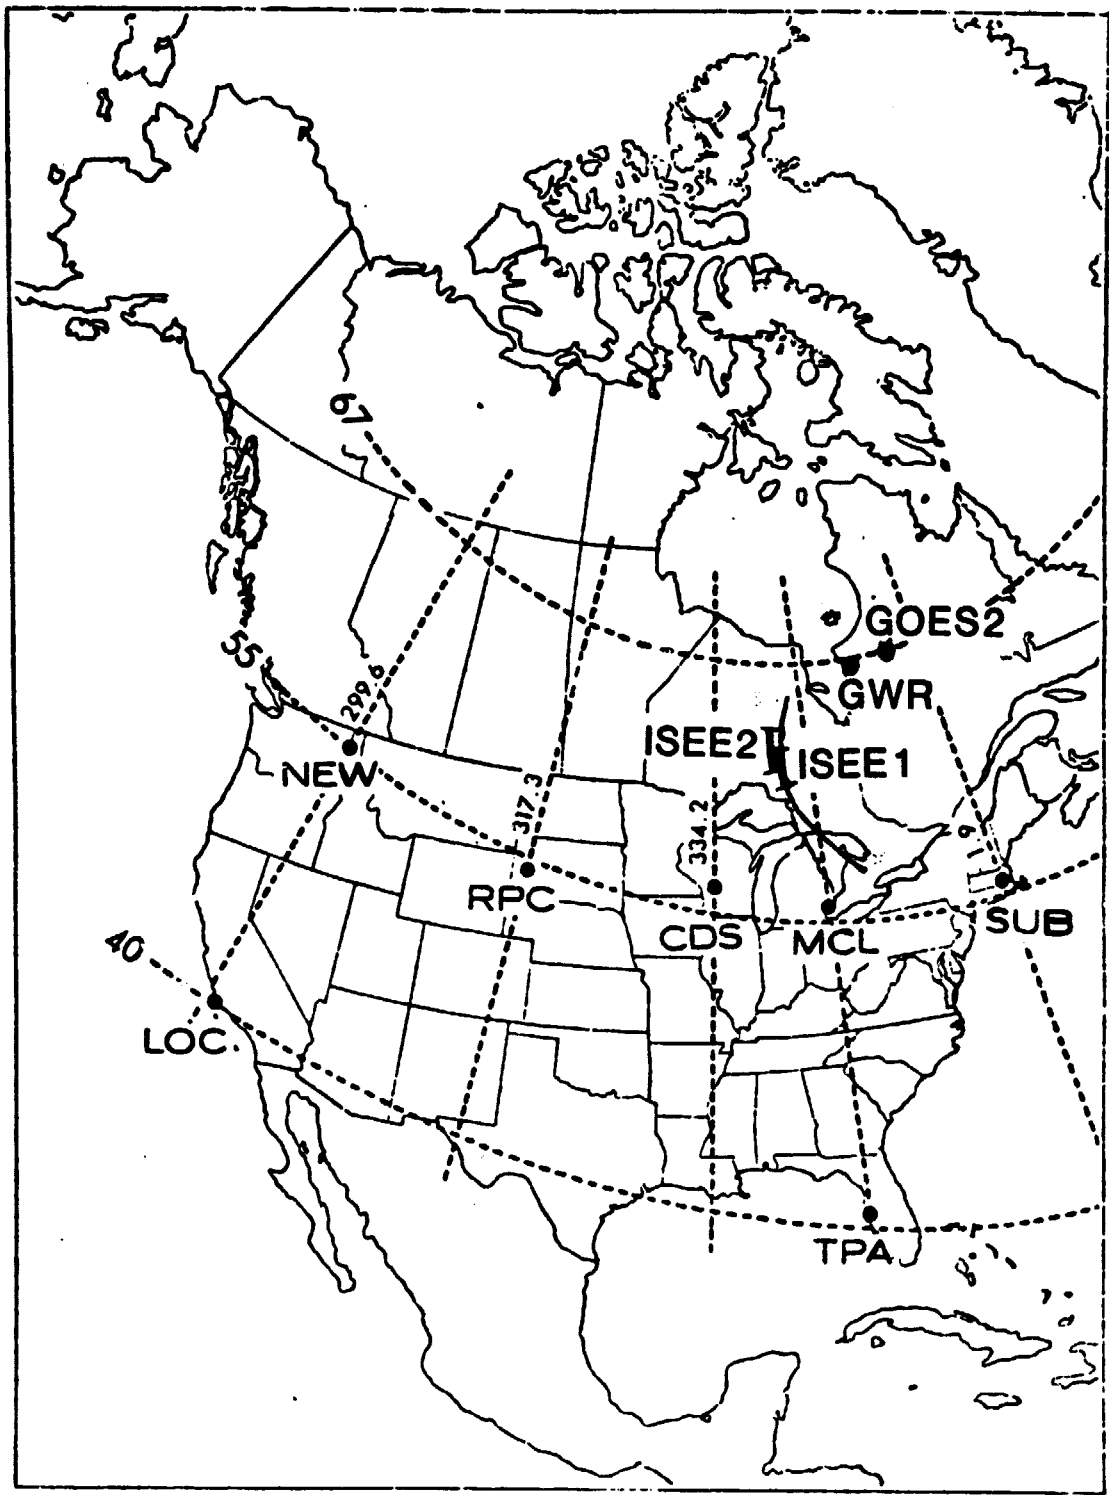 67
GOES2
55
299.6
GWR
ISEE2
ISEE1
NEW
317.3
334.2
RPC
CDS
MCL
SUB
40
LOC
TPA